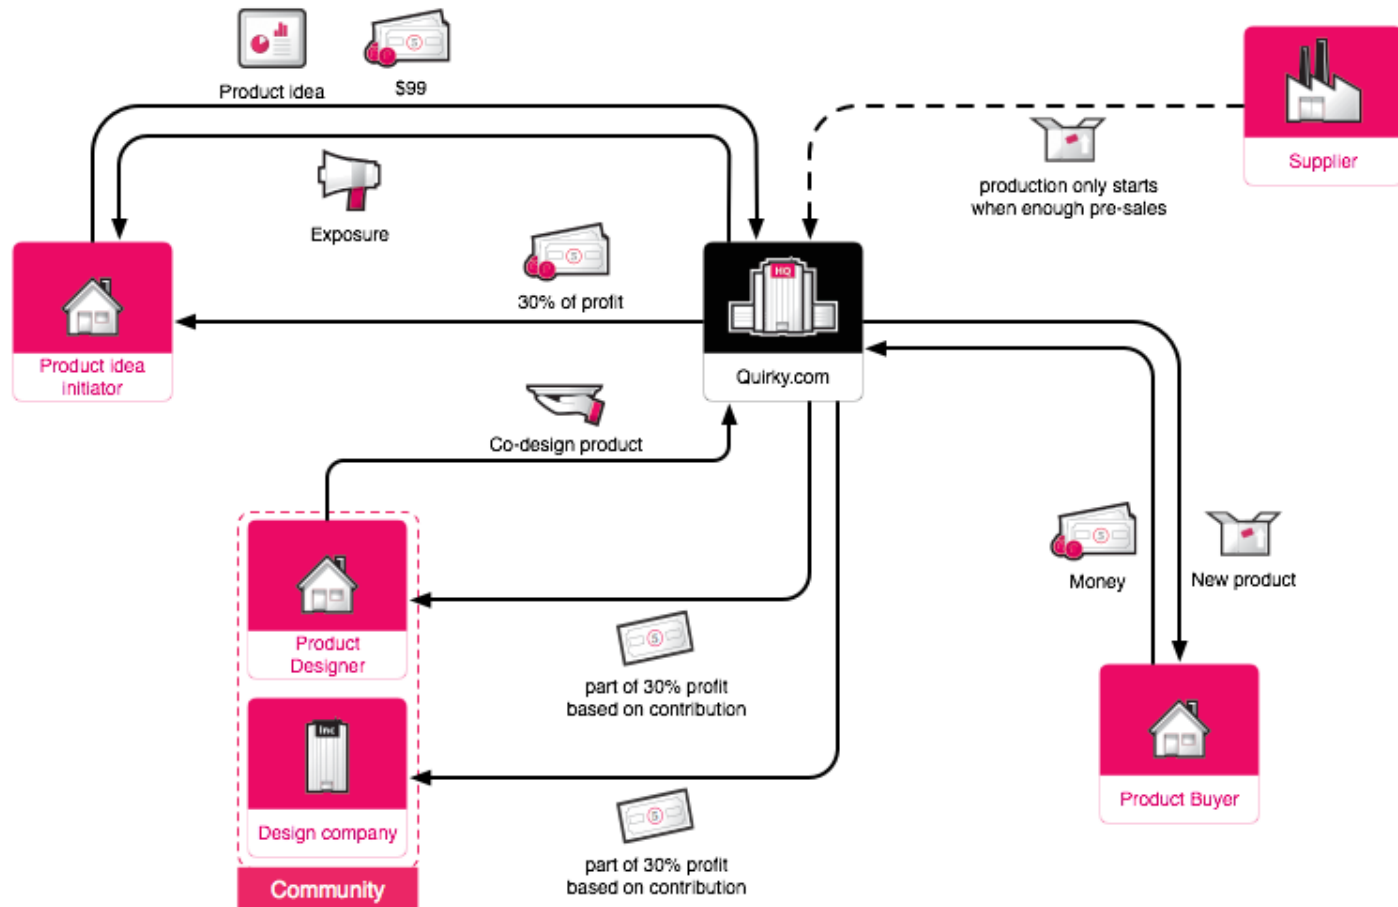 Product idea
$99
Supplier
production only starts
when enough pre-sales
Exposure
30% of profit
HQ
Quirky.com
Product idea
initiator
Co-design product
Money
New product
Product
Designer
part of 30% profit
based on contribution
Inc
Design company
Product Buyer
part of 30% profit
based on contribution
Community